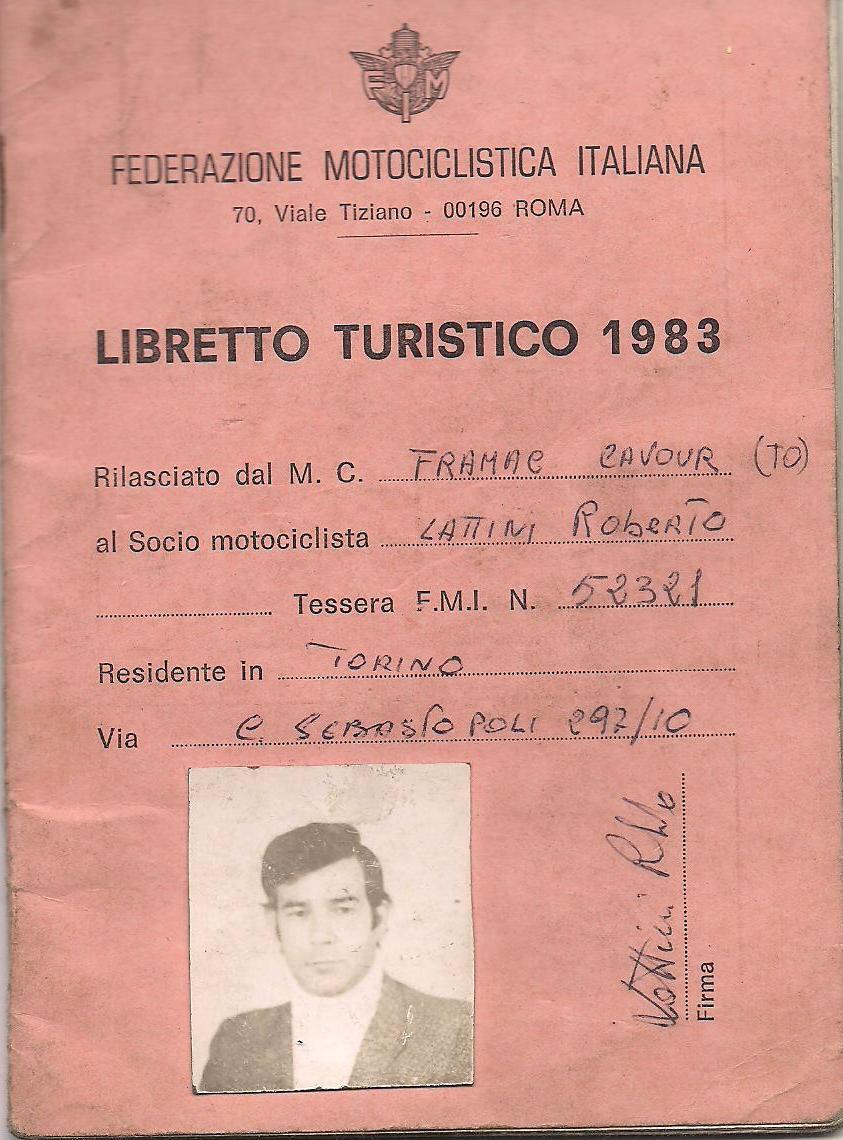 FIM
FEDERAZIONE MOTOCICLISTICA ITALIANA
70, Viale Tiziano - 00196 ROMA
LIBRETTO TURISTICO 1983
Rilasciato dal M. C. FRAMAC CAVOUR (TO)
al Socio motociclista LATTINI RObERTO
Tessera F.M.I. N. 52321
Residente in TORINO
Via C. SEBASTOPOLI 297/10
Firma